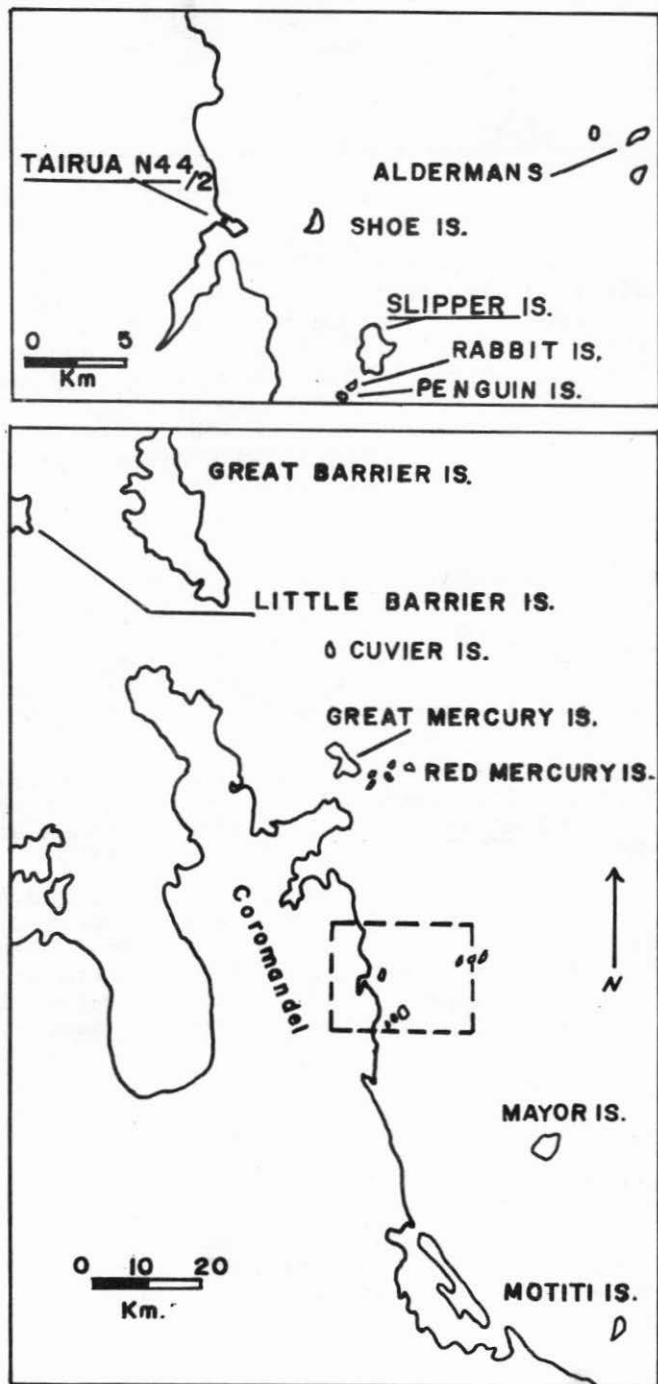 TAIRUA N44/2
ALDERMANS
SHOE IS.
SLIPPER IS.
RABBIT IS.
PENGUIN IS.
0 5
Km
GREAT BARRIER IS.
LITTLE BARRIER IS.
CUVIER IS.
GREAT MERCURY IS.
RED MERCURY IS.
Coromandel
N
MAYOR IS.
0 10 20
Km.
MOTITI IS.